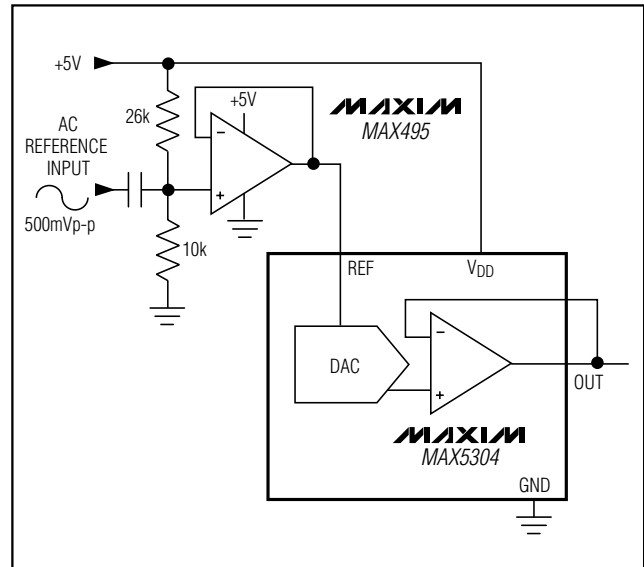 +5V
26k
+5V
MAXIM
MAX495
AC
REFERENCE
INPUT
500mVp-p
10k
−
+
REF
VDD
DAC
−
+
OUT
MAXIM
MAX5304
GND